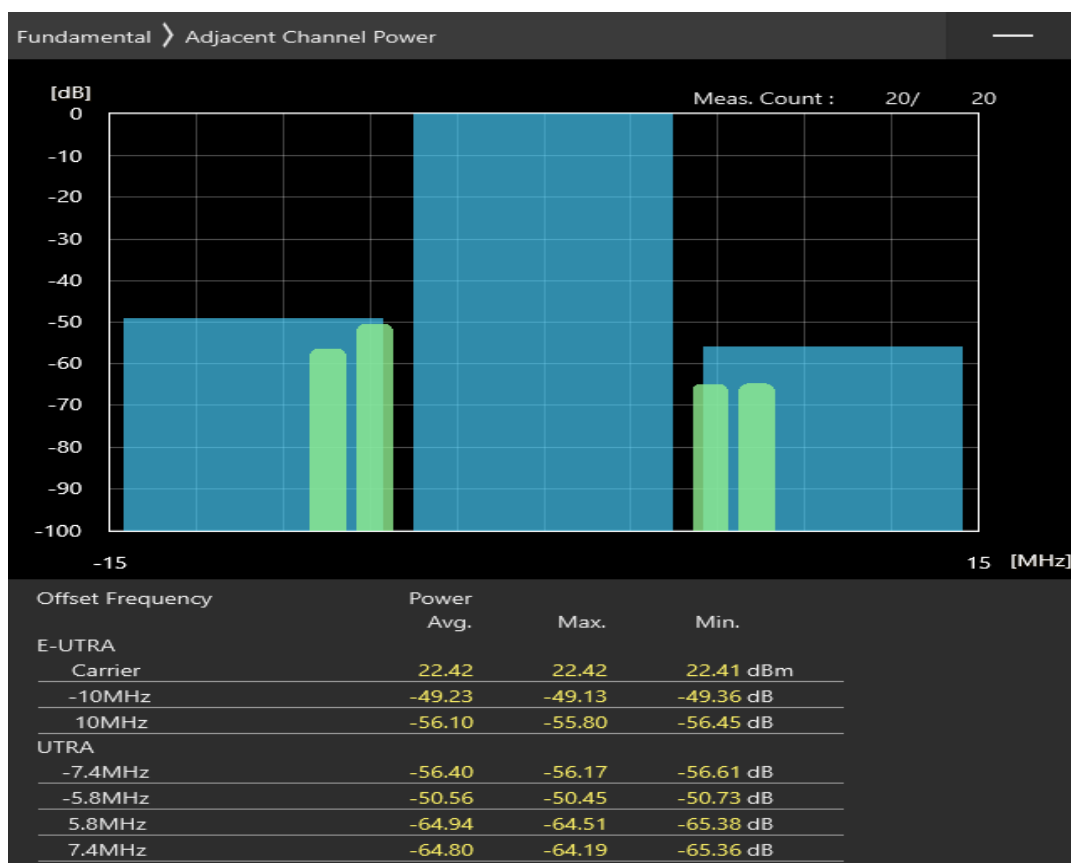 Fundamental 〉 Adjacent Channel Power
[dB]
Meas. Count : 20/ 20
0
-10
-20
-30
-40
-50
-60
-70
-80
-90
-100
-15 15 [MHz]
Offset Frequency Power
Avg. Max. Min.
E-UTRA
Carrier 22.42 22.42 22.41 dBm
-10MHz -49.23 -49.13 -49.36 dB
10MHz -56.10 -55.80 -56.45 dB
UTRA
-7.4MHz -56.40 -56.17 -56.61 dB
-5.8MHz -50.56 -50.45 -50.73 dB
5.8MHz -64.94 -64.51 -65.38 dB
7.4MHz -64.80 -64.19 -65.36 dB